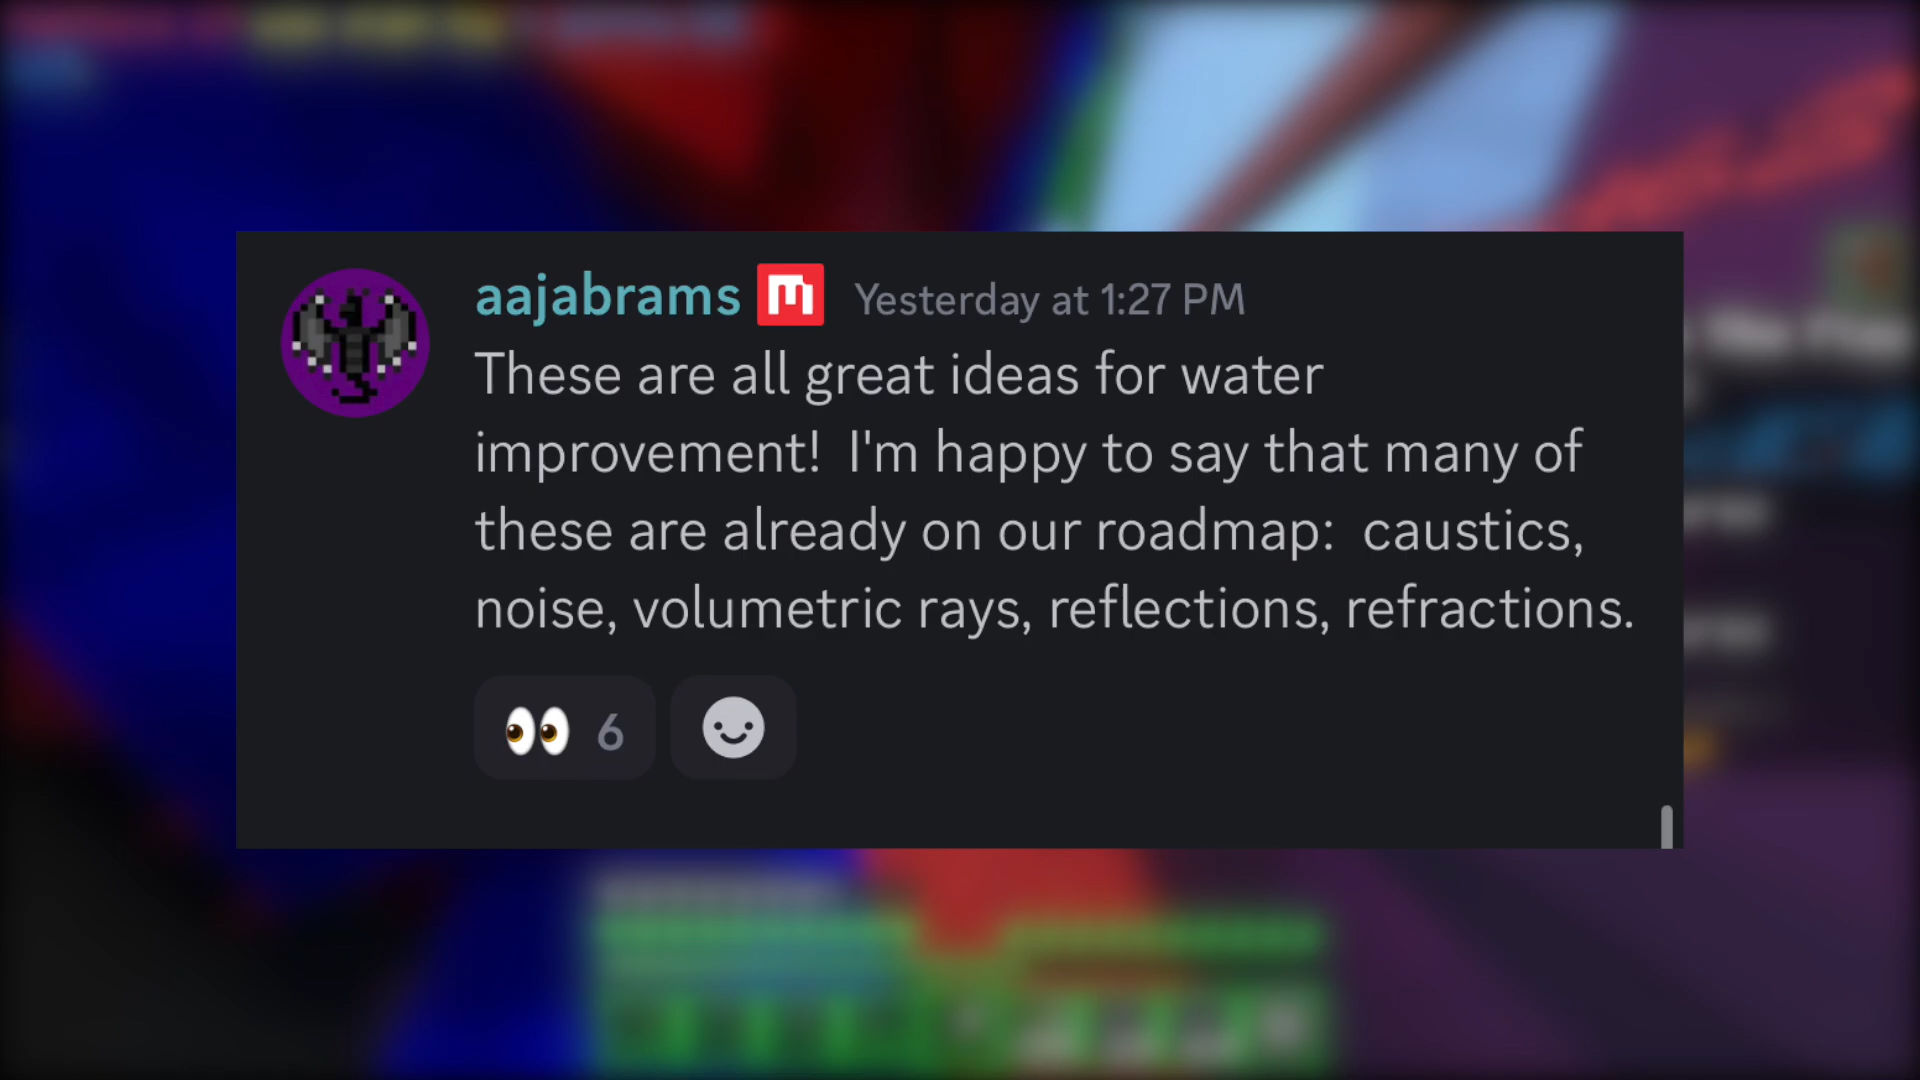 aajabrams Yesterday at 1:27 PM
These are all great ideas for water
improvement! I'm happy to say that many of
these are already on our roadmap: caustics,
noise, volumetric rays, reflections, refractions.
6